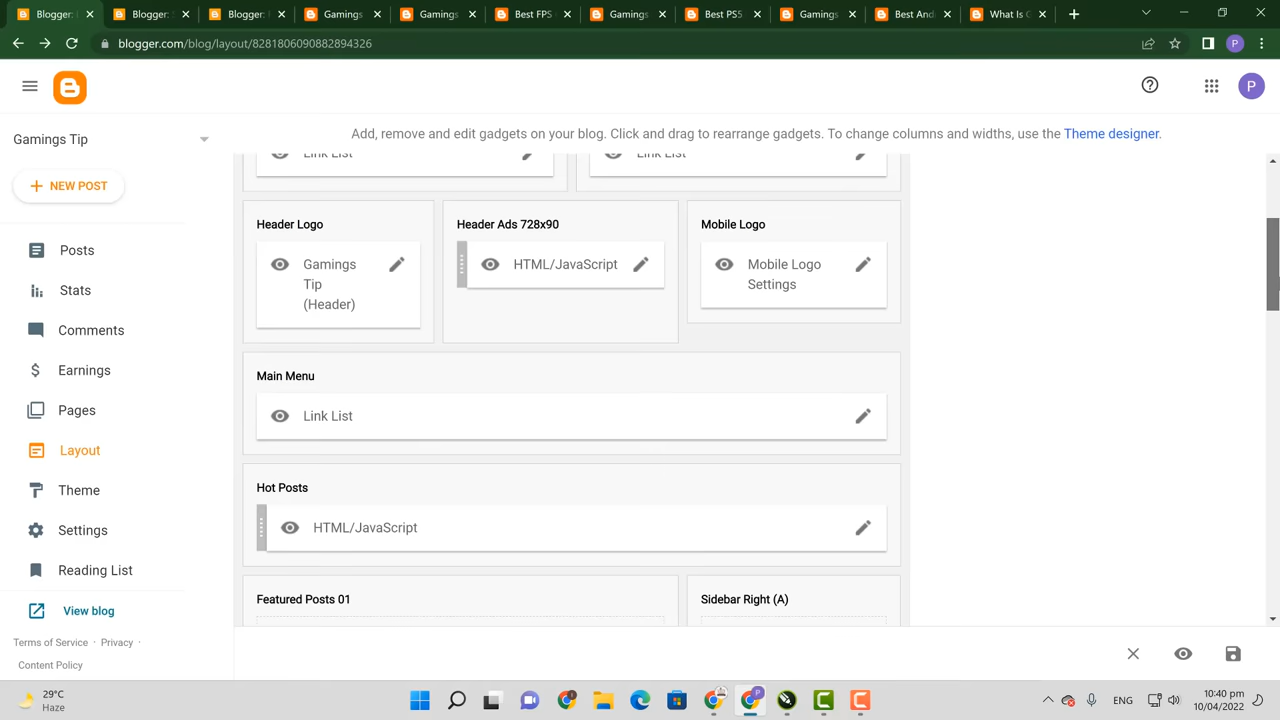 Blogger:
Blogger: S
Blogger:
Gamings
Gamings
Best FPS
Gamings
Best PS5
Gamings
Best And
What Is G
blogger.com/blog/layout/8281806090882894326
P
P
Gamings Tip
Add, remove and edit gadgets on your blog. Click and drag to rearrange gadgets. To change columns and widths, use the Theme designer.
NEW POST
Posts
Stats
Comments
Earnings
Pages
Layout
Theme
Settings
Reading List
View blog
Terms of Service · Privacy ·
Content Policy
Link List
Link List
Header Logo
Gamings
Tip
(Header)
Header Ads 728x90
HTML/JavaScript
Mobile Logo
Mobile Logo
Settings
Main Menu
Link List
Hot Posts
HTML/JavaScript
Featured Posts 01
Sidebar Right (A)
29°C
Haze
ENG
10:40 pm
10/04/2022